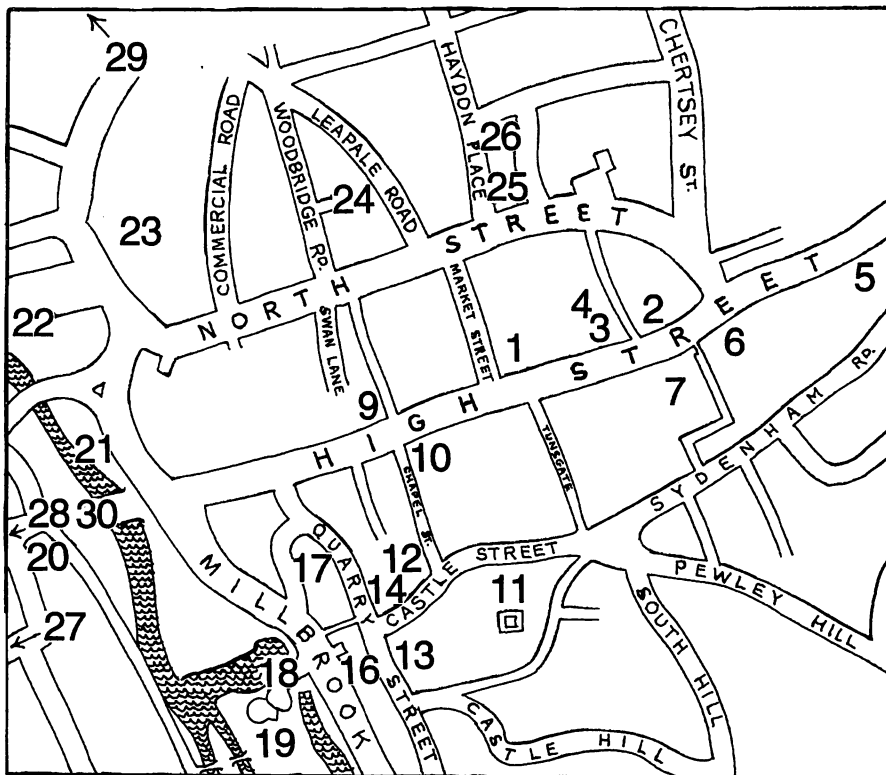 29
HAYDON PLACE
CHERTSEY ST.
COMMERCIAL ROAD
WOODBRIDGE RD.
LEAPALE ROAD
26
25
24
23
NORTH STREET
MARKET STREET
SWAN LANE
5
4
3
2
1
6
7
22
9
HIGH STREET
10
TUNSGATE
SYDENHAM RD.
CHAPEL ST.
21
28 30
20
27
MILLBROOK
QUARRY STREET
17
12
14
CASTLE STREET
11
PEWLEY HILL
SOUTH HILL
13
16
18
19
CASTLE HILL